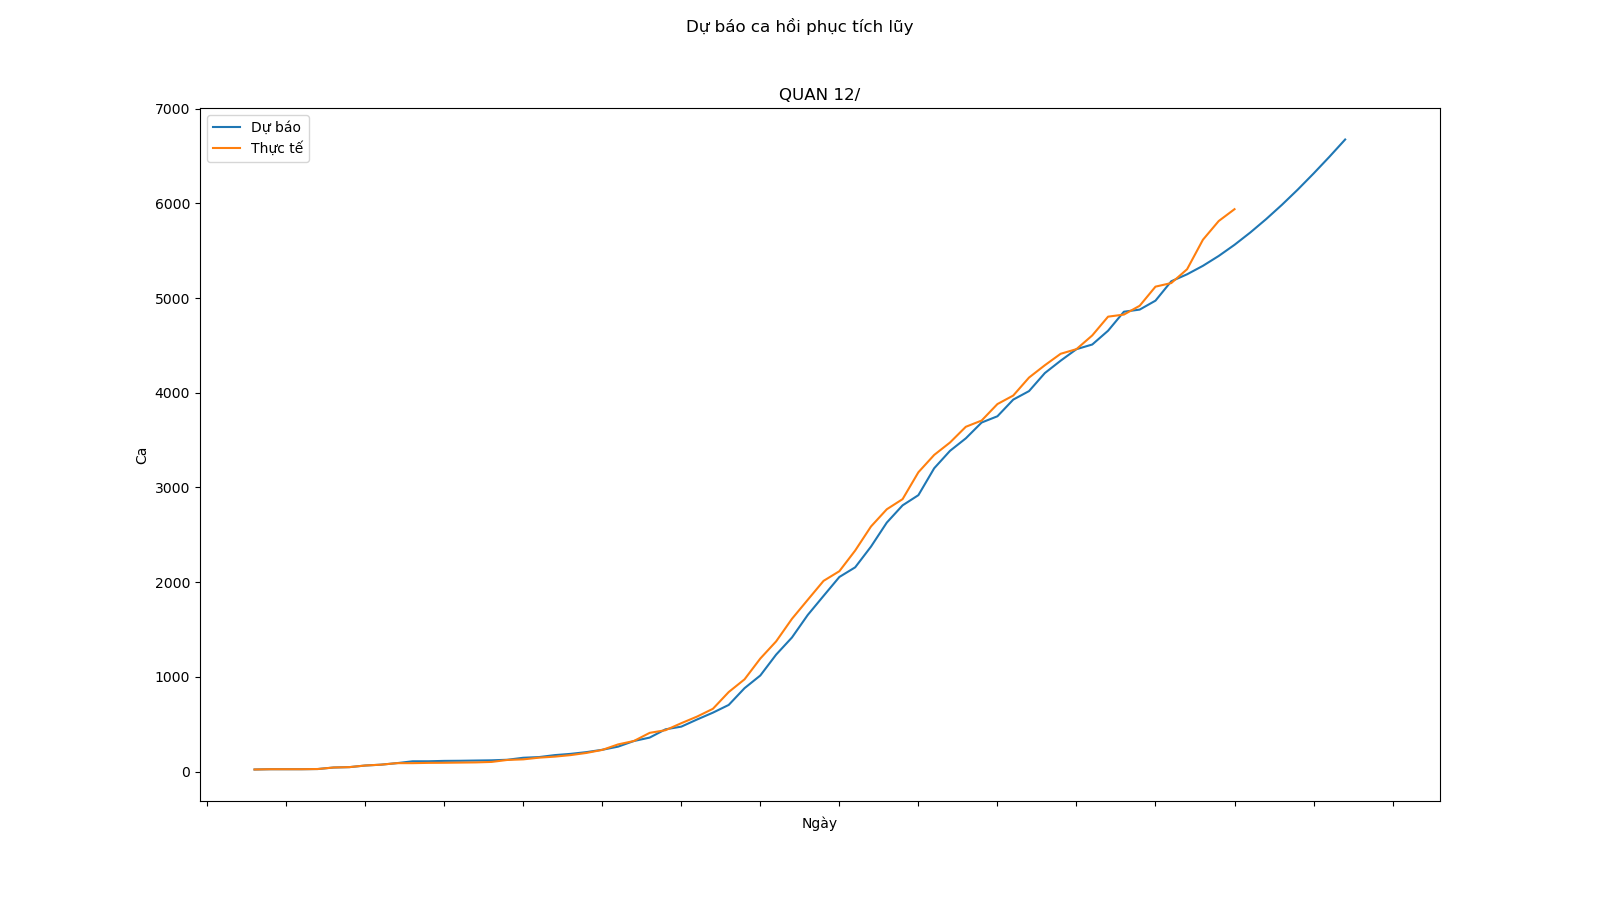 Dự báo ca hồi phục tích lũy
QUAN 12/
7000
6000
5000
4000
3000
2000
1000
0
Dự báo
Thực tế
Ca
Ngày